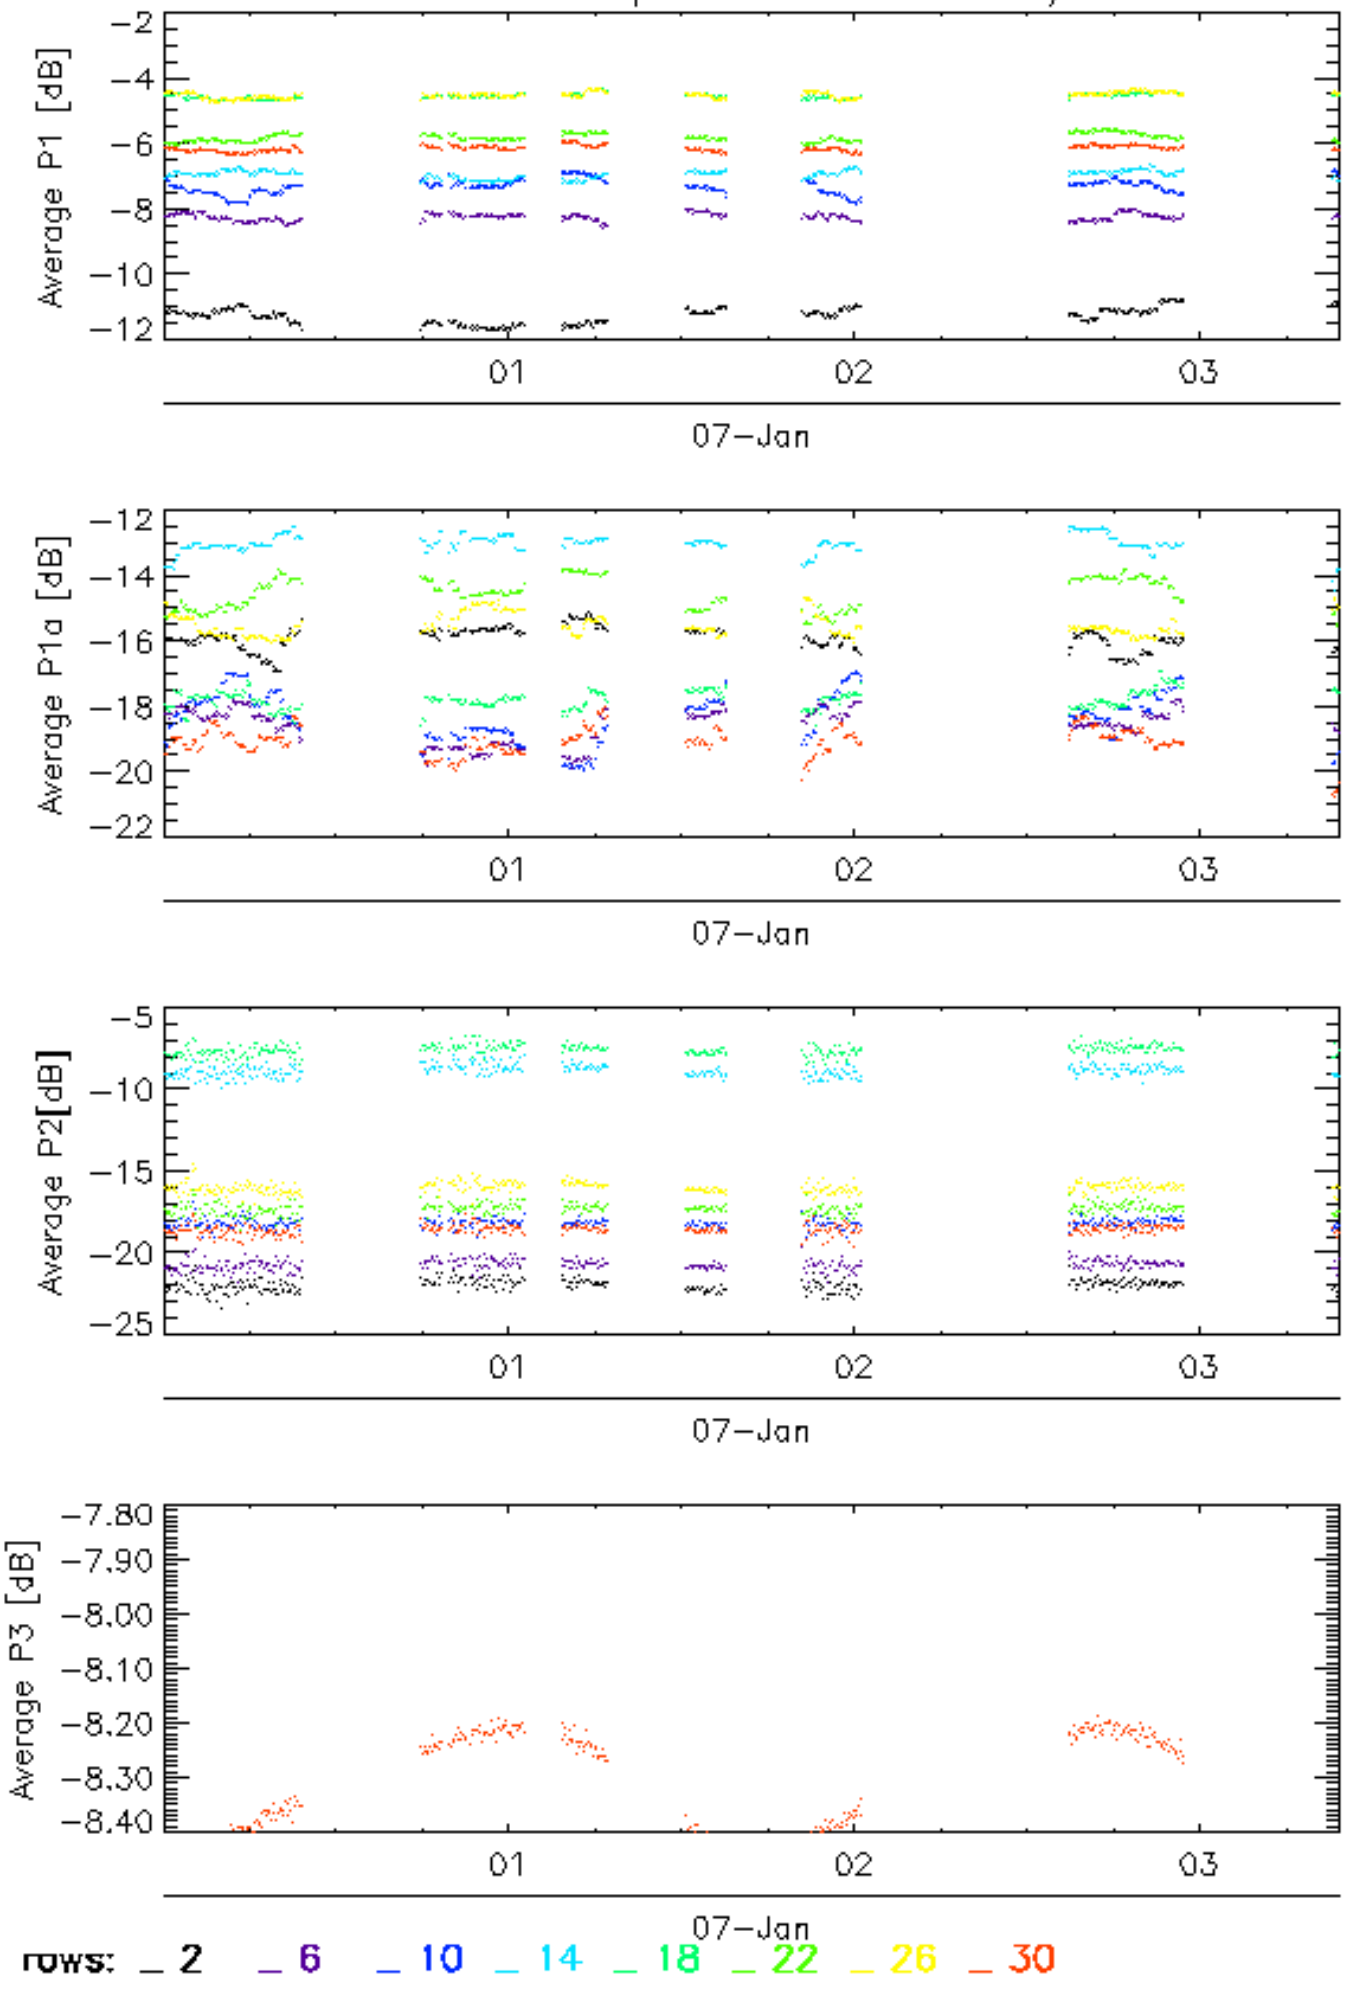 Average P1 [dB]
-2
-4
-6
-8
-10
-12
01 02 03
07-Jan
Average P1a [dB]
-12
-14
-16
-18
-20
-22
01 02 03
07-Jan
Average P2[dB]
-5
-10
-15
-20
-25
01 02 03
07-Jan
Average P3 [dB]
-7.80
-7.90
-8.00
-8.10
-8.20
-8.30
-8.40
01 02 03
07-Jan
rows: _ 2 _ 6 _ 10 _ 14 _ 18 _ 22 _ 26 _ 30